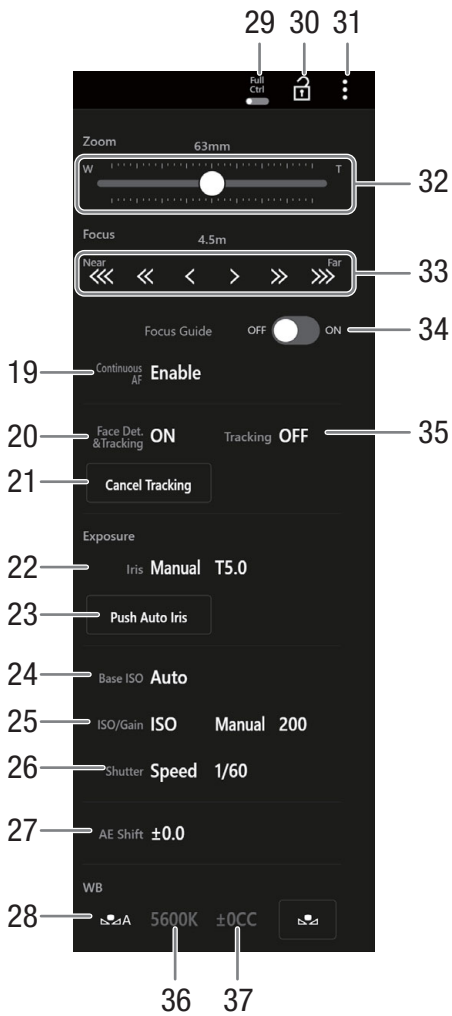 29 30 31
Full
Ctrl
Zoom
63mm
W T
32
Focus
4.5m
Near Far
<<< << < > >> >>>
33
Focus Guide OFF ON
34
19
Continuous
AF Enable
20
Face Det.
&Tracking ON Tracking OFF
35
21
Cancel Tracking
Exposure
22
Iris Manual T5.0
23
Push Auto Iris
24
Base ISO Auto
25
ISO/Gain ISO Manual 200
26
Shutter Speed 1/60
27
AE Shift ±0.0
WB
28
A 5600K ±0CC
36 37